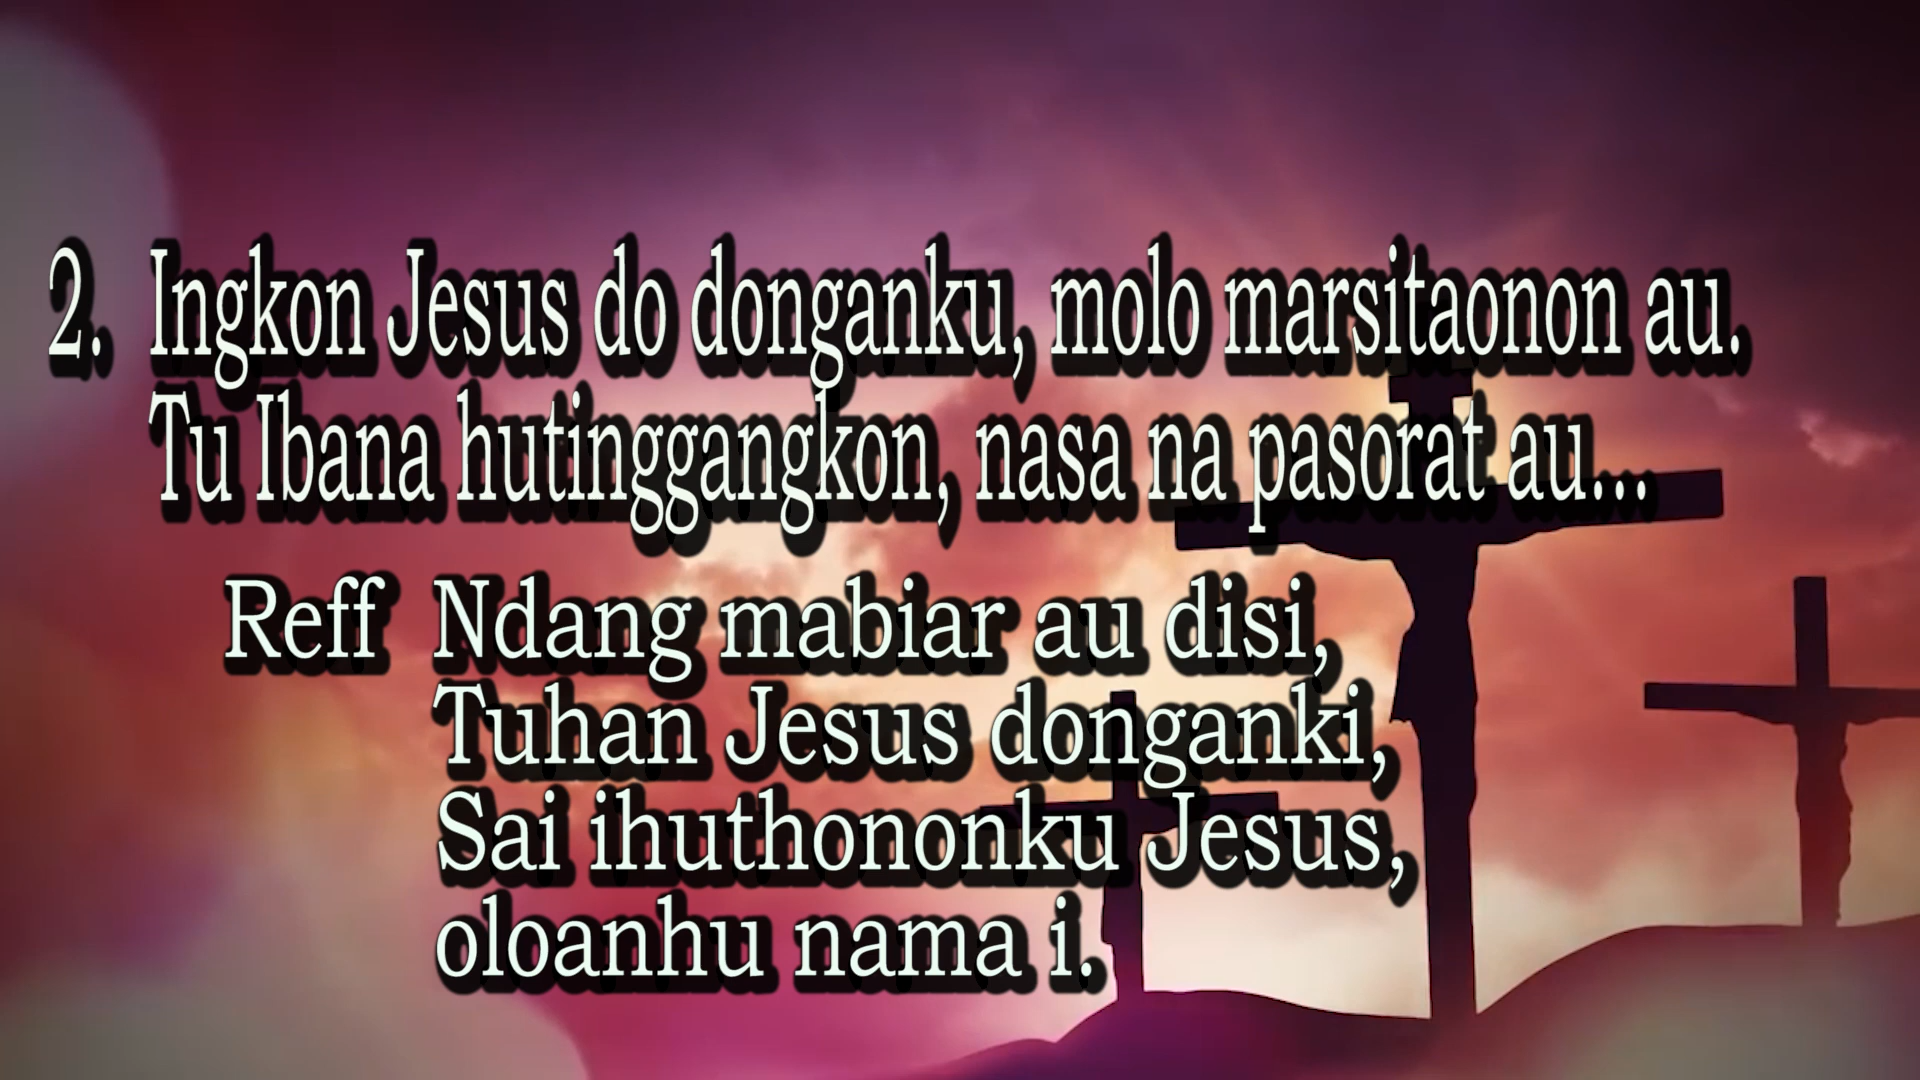 2. Ingkon Jesus do donganku, molo marsitaonon au.
Tu Ibana hutinggangkon, nasa na pasorat au...
Reff Ndang mabiar au disi,
Tuhan Jesus donganki,
Sai ihuthononku Jesus,
oloanhu nama i.